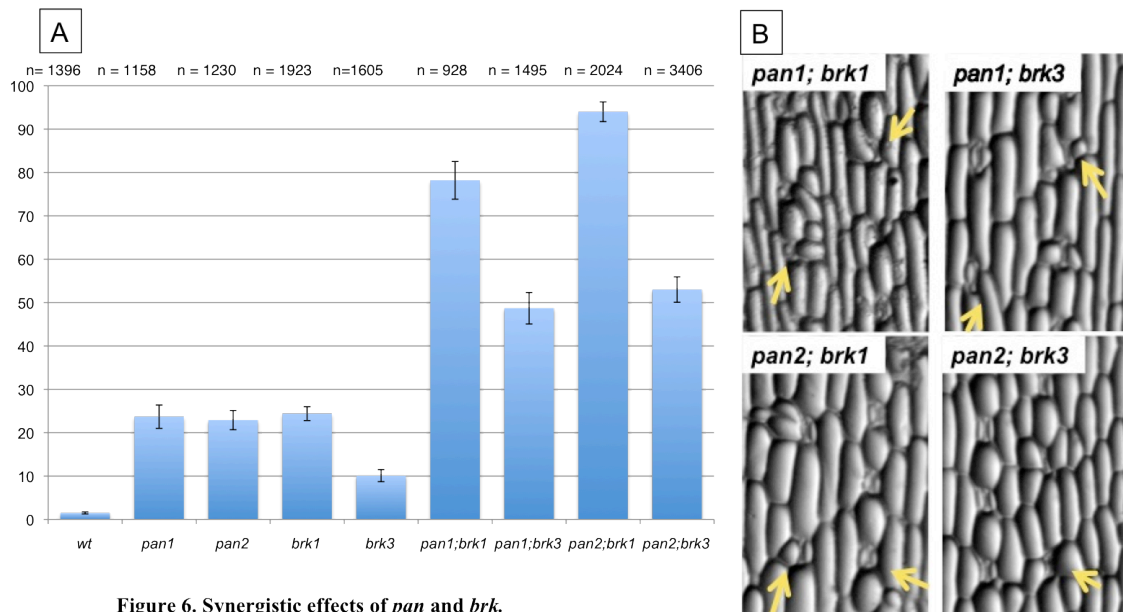 A
n= 1396 n = 1158 n = 1230 n = 1923 n=1605 n = 928 n = 1495 n = 2024 n = 3406
100
90
80
70
60
50
40
30
20
10
0
wt pan1 pan2 brk1 brk3 pan1;brk1 pan1;brk3 pan2;brk1 pan2;brk3
B
pan1; brk1 pan1; brk3
pan2; brk1 pan2; brk3
Figure 6. Synergistic effects of pan and brk.